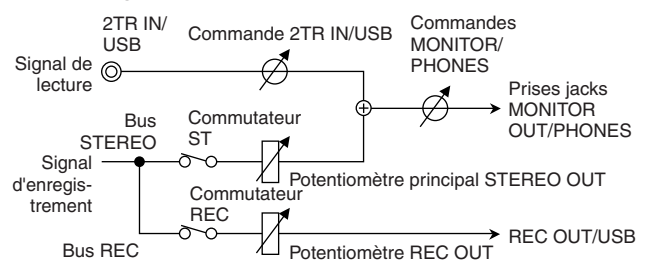 2TR IN/
USB
Commande 2TR IN/USB
Commandes
MONITOR/
PHONES
Signal de
lecture
Prises jacks
MONITOR
OUT/PHONES
Bus
STEREO
Commutateur
ST
Signal
d'enregis-
trement
Potentiomètre principal STEREO OUT
Commutateur
REC
Bus REC
Potentiomètre REC OUT
REC OUT/USB